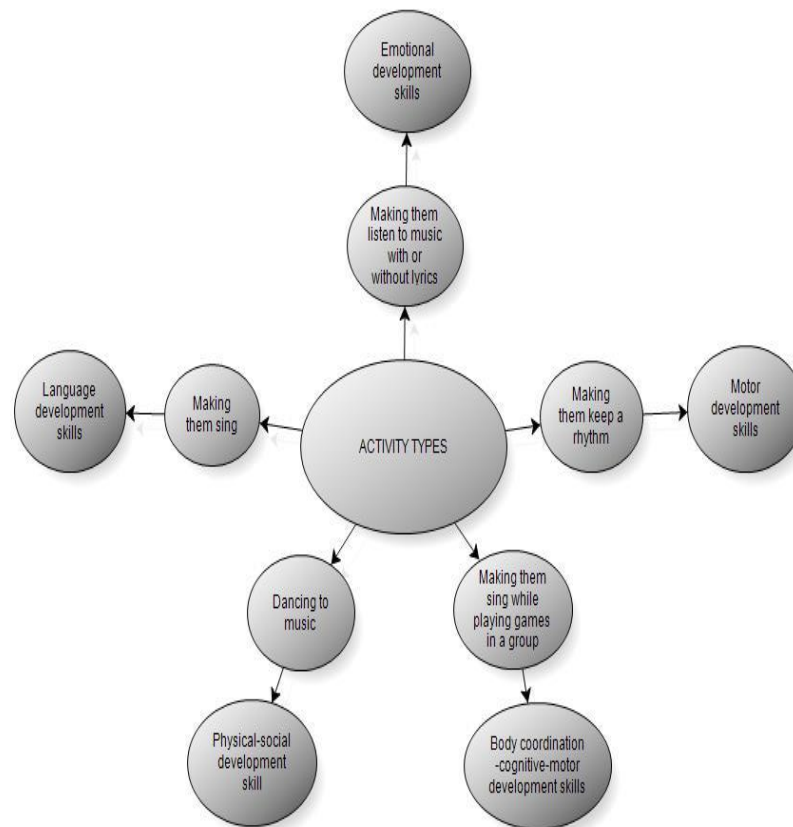 Emotional
development
skills
Making them
listen to music
with or
without lyrics
Language
development
skills
Making
them sing
ACTIVITY TYPES
Making
them keep a
rhythm
Motor
development
skills
Dancing to
music
Making them
sing while
playing games
in a group
Physical-social
development
skill
Body coordination
-cognitive-motor
development skills